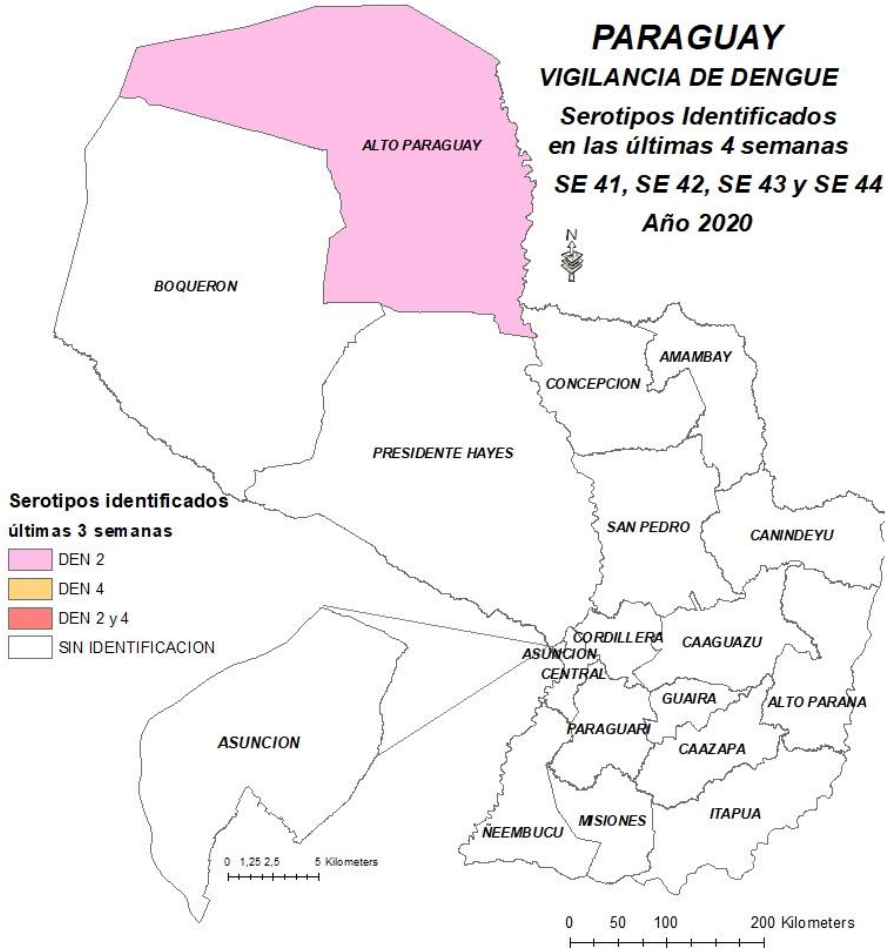 PARAGUAY
VIGILANCIA DE DENGUE
Serotipos Identificados
en las últimas 4 semanas
SE 41, SE 42, SE 43 y SE 44
Año 2020
N
ALTO PARAGUAY
BOQUERON
AMAMBAY
CONCEPCION
PRESIDENTE HAYES
SAN PEDRO
CANINDEYU
Serotipos identificados
últimas 3 semanas
DEN 2
DEN 4
DEN 2 y 4
SIN IDENTIFICACION
CORDILLERA
CAAGUAZU
ASUNCION
CENTRAL
GUAIRA
ALTO PARANA
PARAGUARI
CAAZAPA
ASUNCION
ÑEEMBUCU
MISIONES
ITAPUA
0 1,25 2,5 5 Kilometers
0 50 100 200 Kilometers